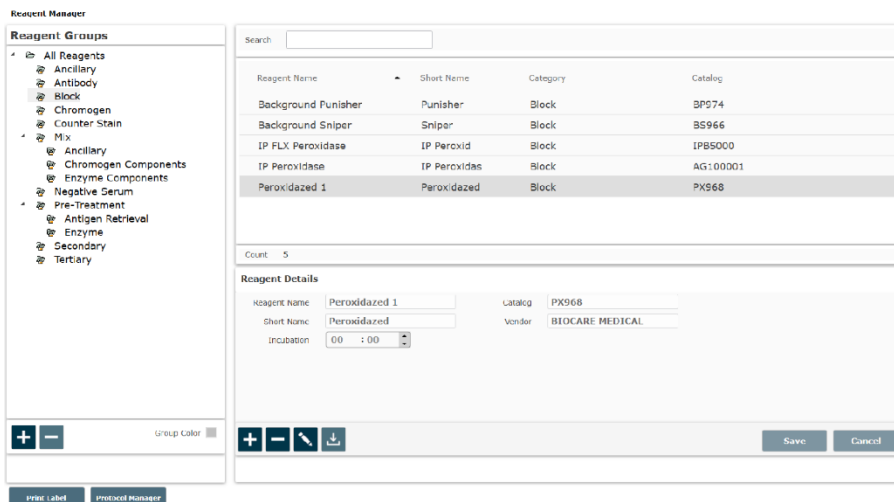 Reagent Manager
Reagent Groups
All Reagents
Ancillary
Antibody
Block
Chromogen
Counter Stain
Mix
Ancillary
Chromogen Components
Enzyme Components
Negative Serum
Pre-Treatment
Antigen Retrieval
Enzyme
Secondary
Tertiary
Group Color
Search
Reagent Name Short Name Category Catalog
Background Punisher Punisher Block BP974
Background Sniper Sniper Block BS966
IP FLX Peroxidase IP Peroxid Block IPB5000
IP Peroxidase IP Peroxidas Block AG100001
Peroxidazed 1 Peroxidazed Block PX968
Count 5
Reagent Details
Reagent Name Peroxidazed 1 Catalog PX968
Short Name Peroxidazed Vendor BIOCARE MEDICAL
Incubation 00 : 00
Save Cancel
Print Label Protocol Manager